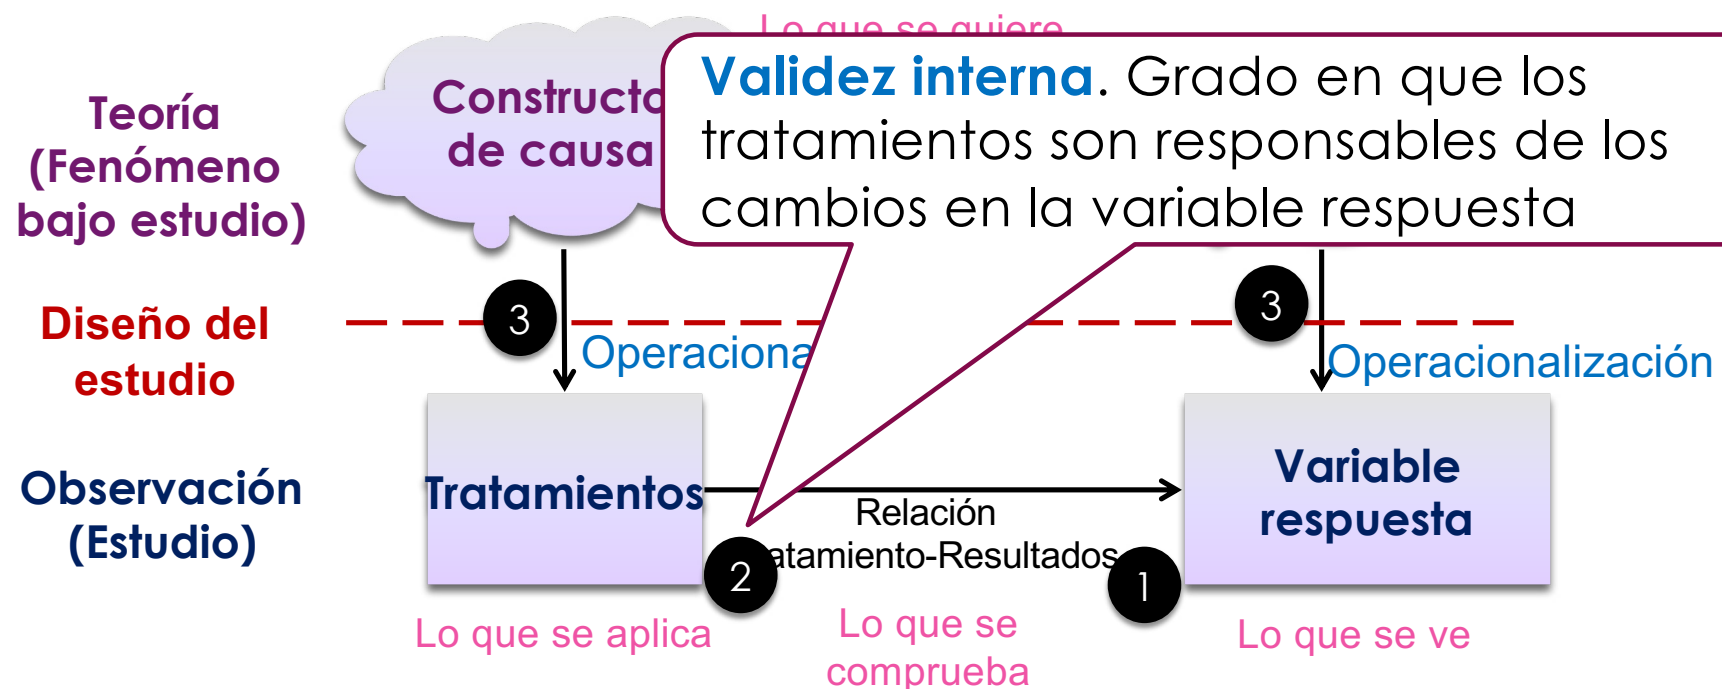 Lo que se quiere
Validez interna. Grado en que los
tratamientos son responsables de los
cambios en la variable respuesta
Constructo
de causa
Teoría
(Fenómeno
bajo estudio)
3
3
Diseño del
estudio
Operaciona
Operacionalización
Observación
(Estudio)
Tratamientos
Relación
atamiento-Resultados
Variable
respuesta
2
1
Lo que se aplica
Lo que se
comprueba
Lo que se ve